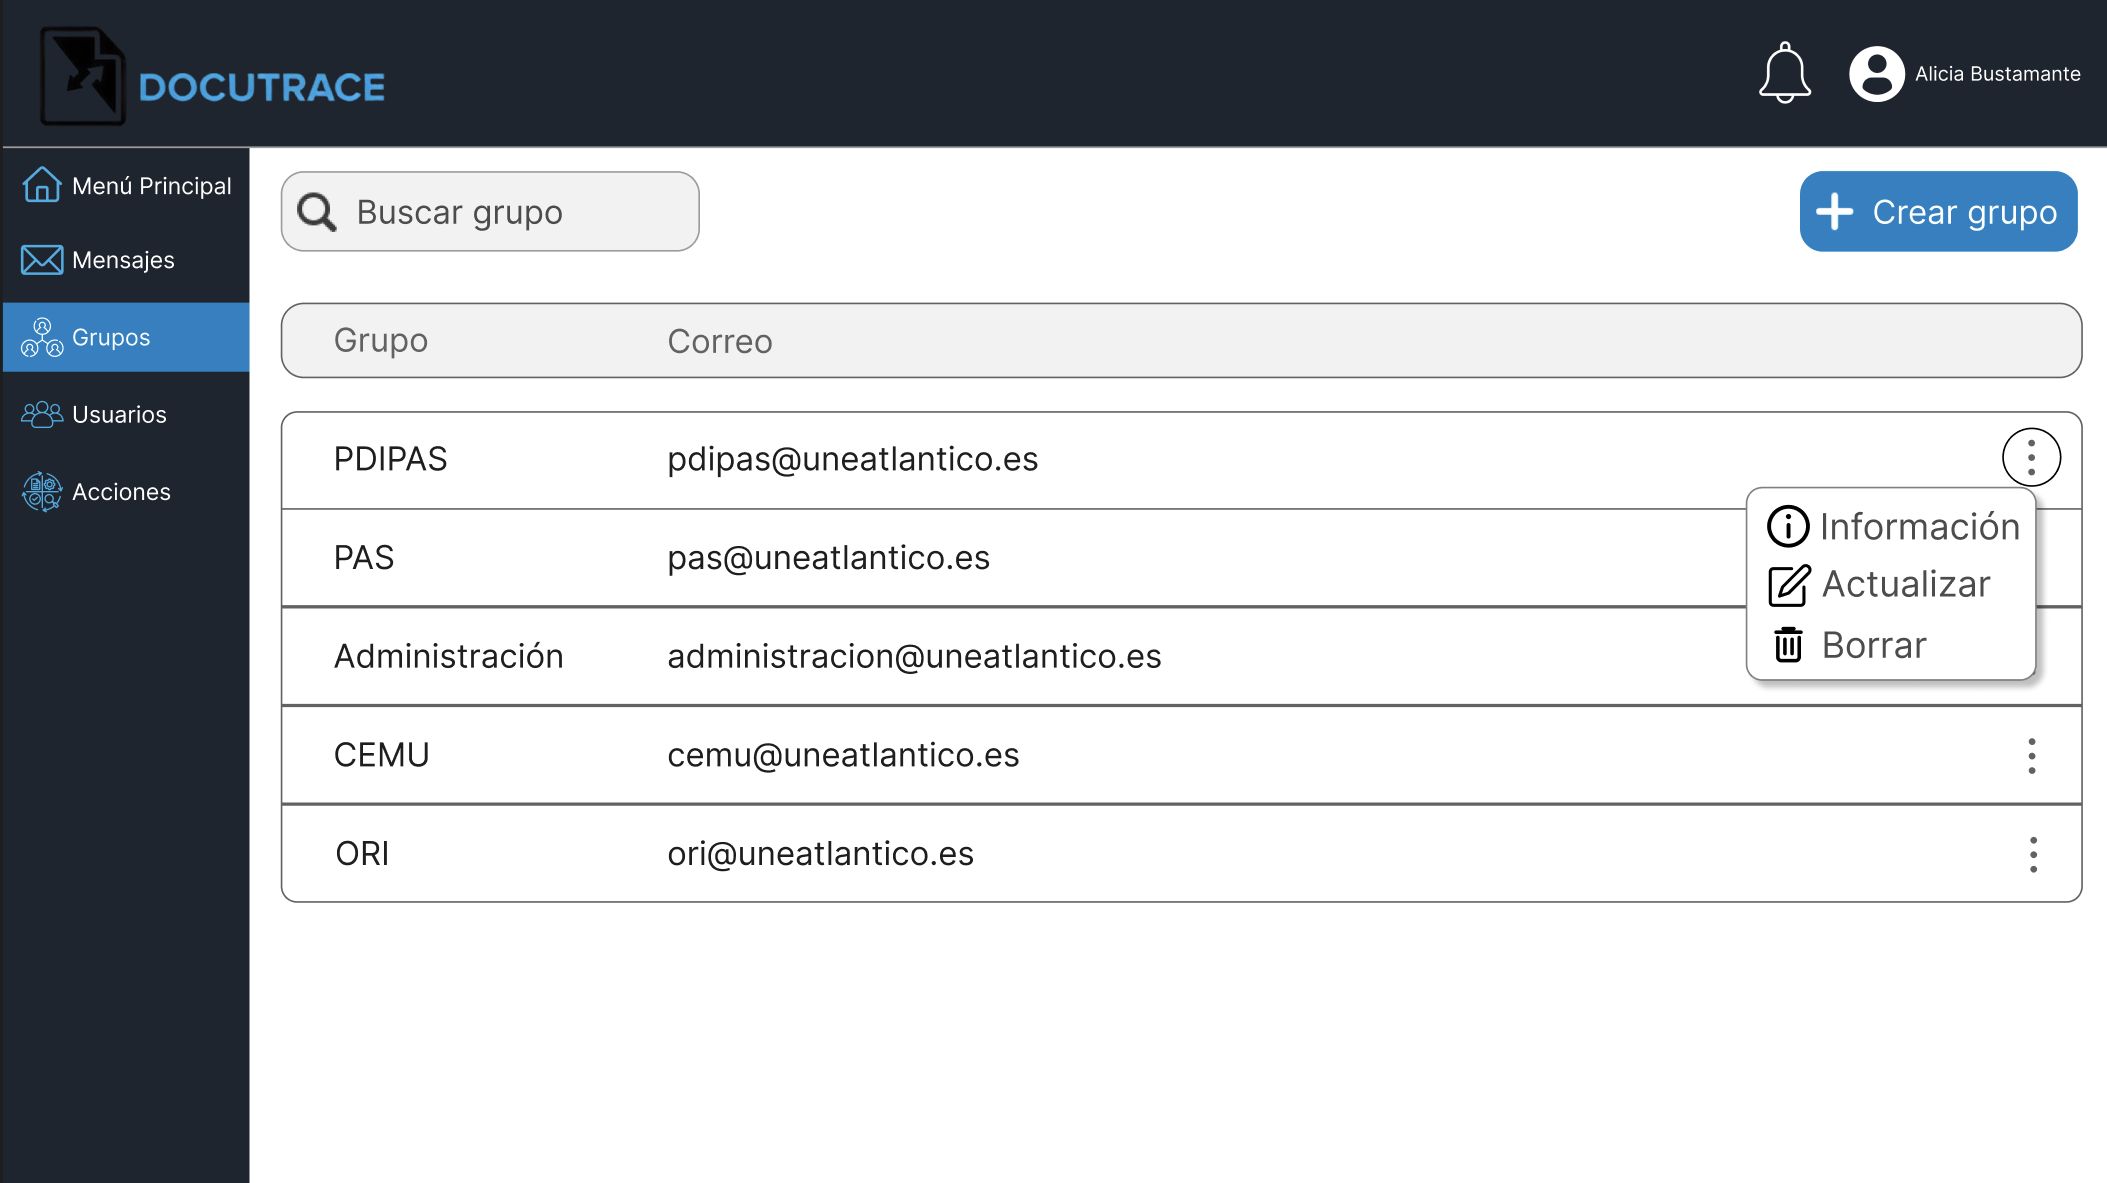 DOCUTRACE
Alicia Bustamante
Menú Principal
Mensajes
Grupos
Usuarios
Acciones
Buscar grupo
Crear grupo
Grupo Correo
PDIPAS pdipas@uneatlantico.es
PAS pas@uneatlantico.es
Administración administracion@uneatlantico.es
CEMU cemu@uneatlantico.es
ORI ori@uneatlantico.es
Información
Actualizar
Borrar